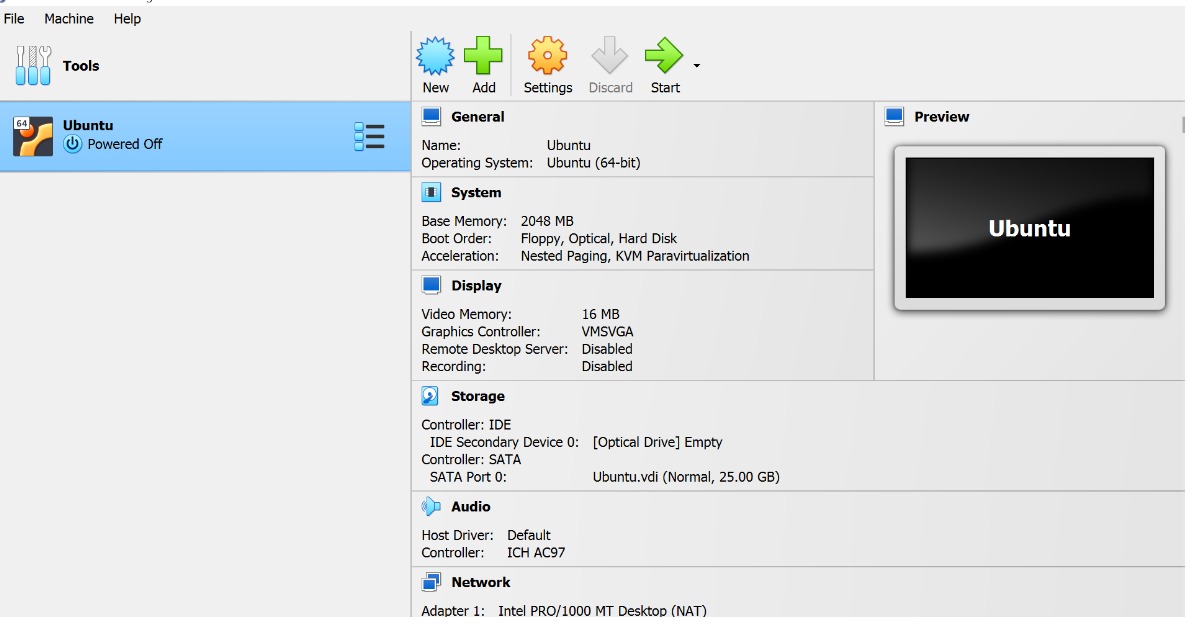 File Machine Help
Tools
New Add Settings Discard Start
64
Ubuntu
Powered Off
General
Name: Ubuntu
Operating System: Ubuntu (64-bit)
System
Base Memory: 2048 MB
Boot Order: Floppy, Optical, Hard Disk
Acceleration: Nested Paging, KVM Paravirtualization
Display
Video Memory: 16 MB
Graphics Controller: VMSVGA
Remote Desktop Server: Disabled
Recording: Disabled
Preview
Ubuntu
Storage
Controller: IDE
IDE Secondary Device 0: [Optical Drive] Empty
Controller: SATA
SATA Port 0: Ubuntu.vdi (Normal, 25.00 GB)
Audio
Host Driver: Default
Controller: ICH AC97
Network
Adapter 1: Intel PRO/1000 MT Desktop (NAT)